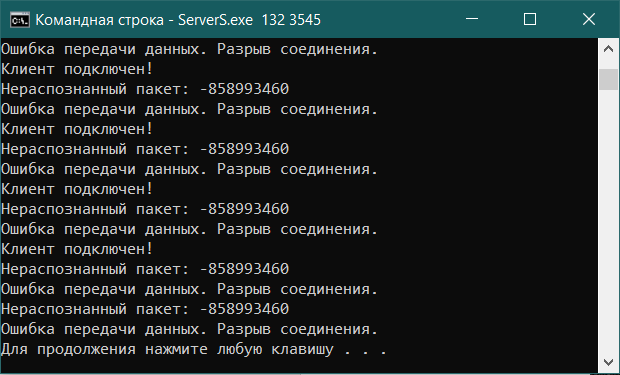 Командная строка - ServerS.exe 132 3545
Ошибка передачи данных. Разрыв соединения.
Клиент подключен!
Нераспознанный пакет: -858993460
Ошибка передачи данных. Разрыв соединения.
Клиент подключен!
Нераспознанный пакет: -858993460
Ошибка передачи данных. Разрыв соединения.
Клиент подключен!
Нераспознанный пакет: -858993460
Ошибка передачи данных. Разрыв соединения.
Клиент подключен!
Нераспознанный пакет: -858993460
Ошибка передачи данных. Разрыв соединения.
Нераспознанный пакет: -858993460
Ошибка передачи данных. Разрыв соединения.
Для продолжения нажмите любую клавишу . . .